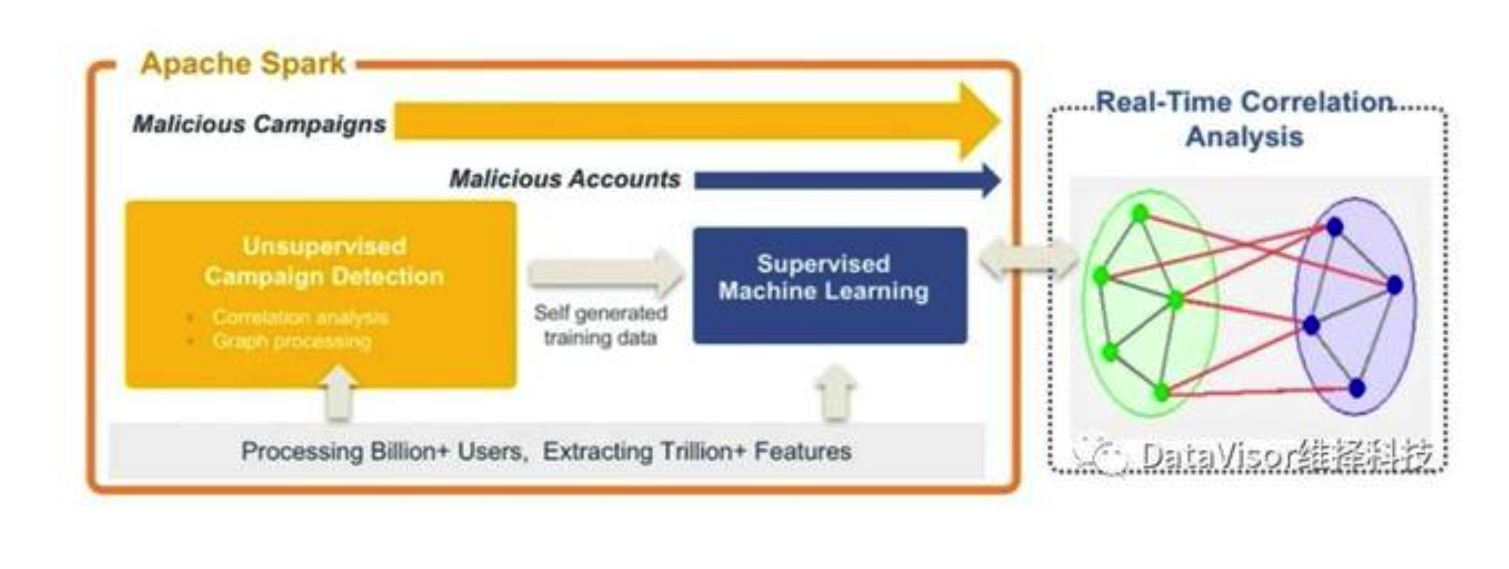 Apache Spark
Malicious Campaigns
Malicious Accounts
Unsupervised
Campaign Detection
• Correlation analysis
• Graph processing
Self generated
training data
Supervised
Machine Learning
Processing Billion+ Users, Extracting Trillion+ Features
Real-Time Correlation
Analysis
DataVisor维择科技